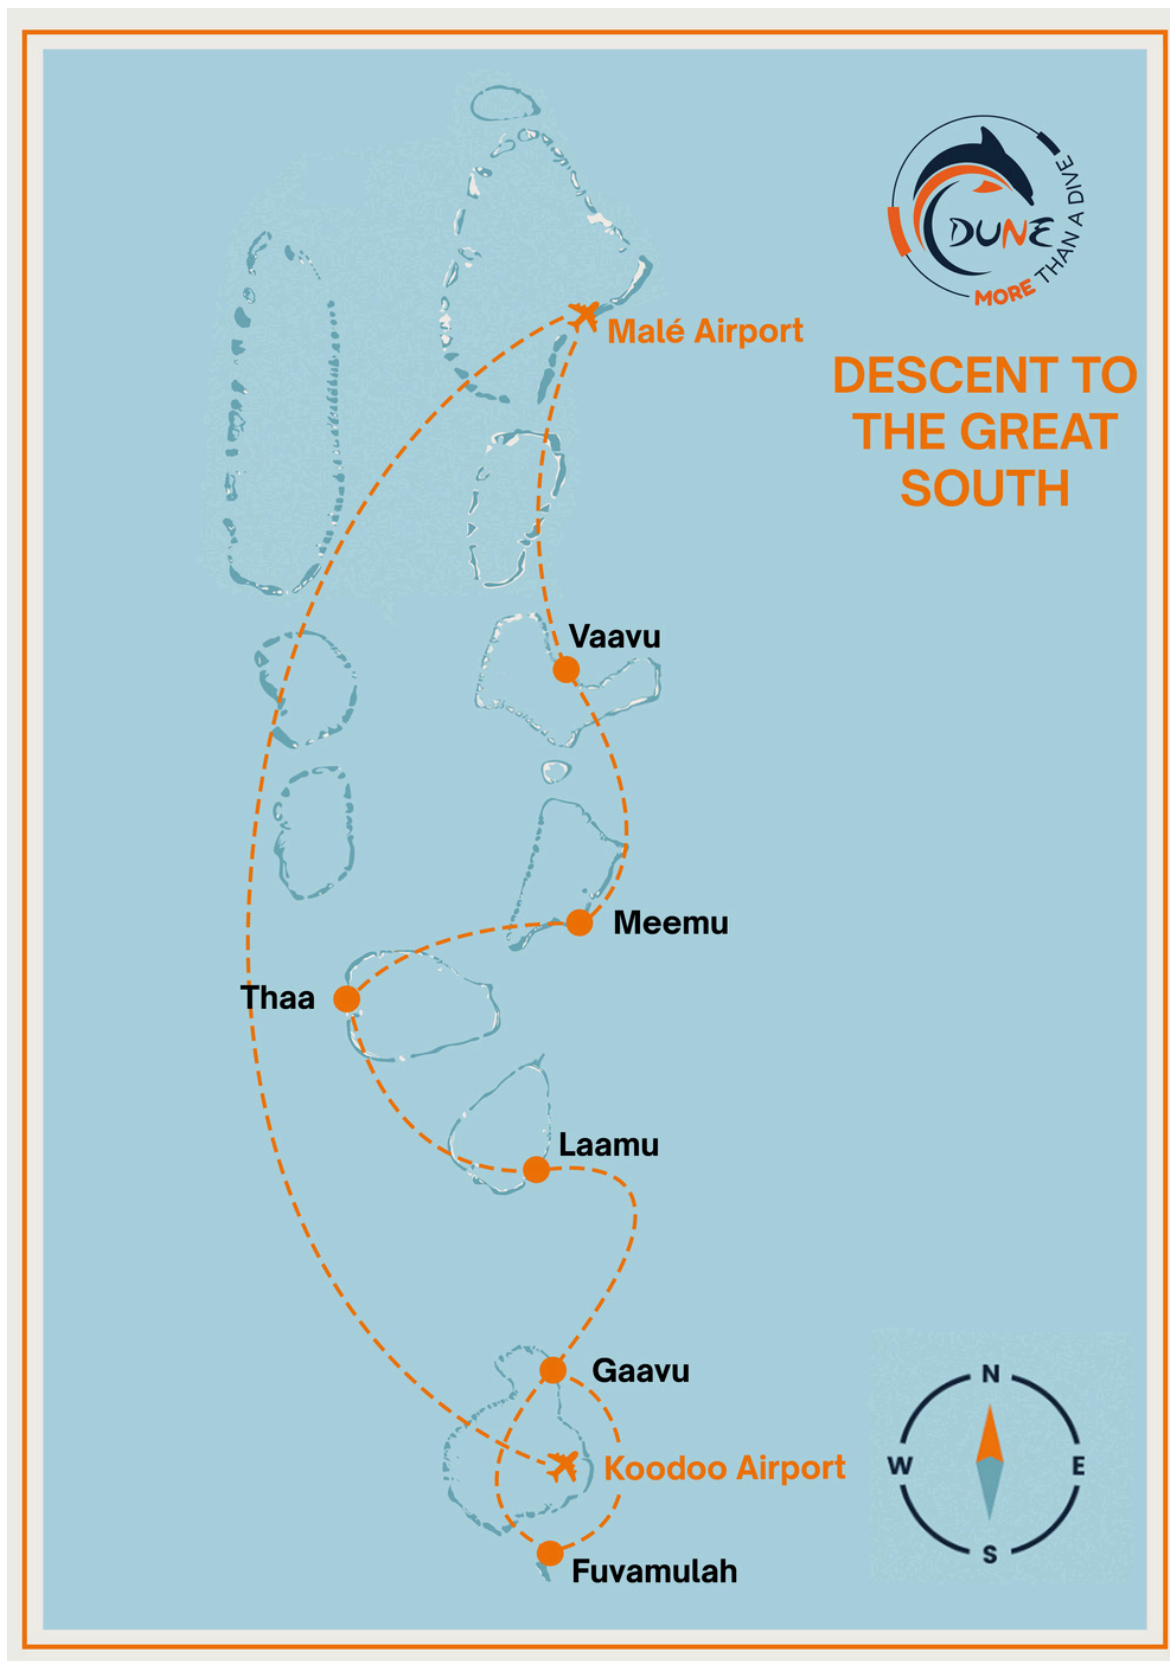 DUNE
MORE THAN A DIVE
Malé Airport
DESCENT TO
THE GREAT
SOUTH
Vaavu
Meemu
Thaa
Laamu
Gaavu
Koodoo Airport
Fuvamulah
N
W
E
S